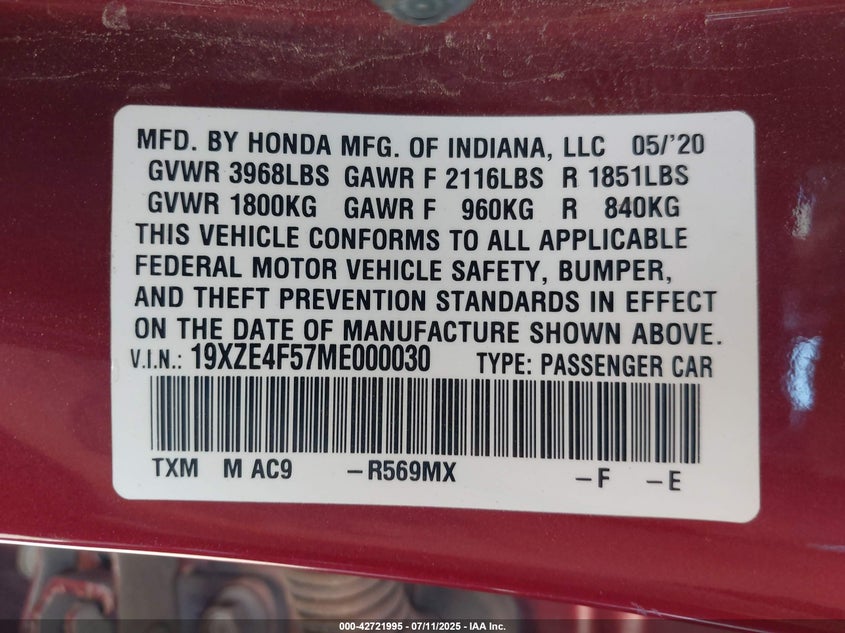 MFD. BY HONDA MFG. OF INDIANA, LLC 05/'20
GVWR 3968LBS GAWR F 2116LBS R 1851LBS
GVWR 1800KG GAWR F 960KG R 840KG
THIS VEHICLE CONFORMS TO ALL APPLICABLE
FEDERAL MOTOR VEHICLE SAFETY, BUMPER,
AND THEFT PREVENTION STANDARDS IN EFFECT
ON THE DATE OF MANUFACTURE SHOWN ABOVE.
V.I.N.: 19XZE4F57ME000030 TYPE: PASSENGER CAR
TXM M AC9 –R569MX –F –E
000-42721995 - 07/11/2025 - IAA Inc.